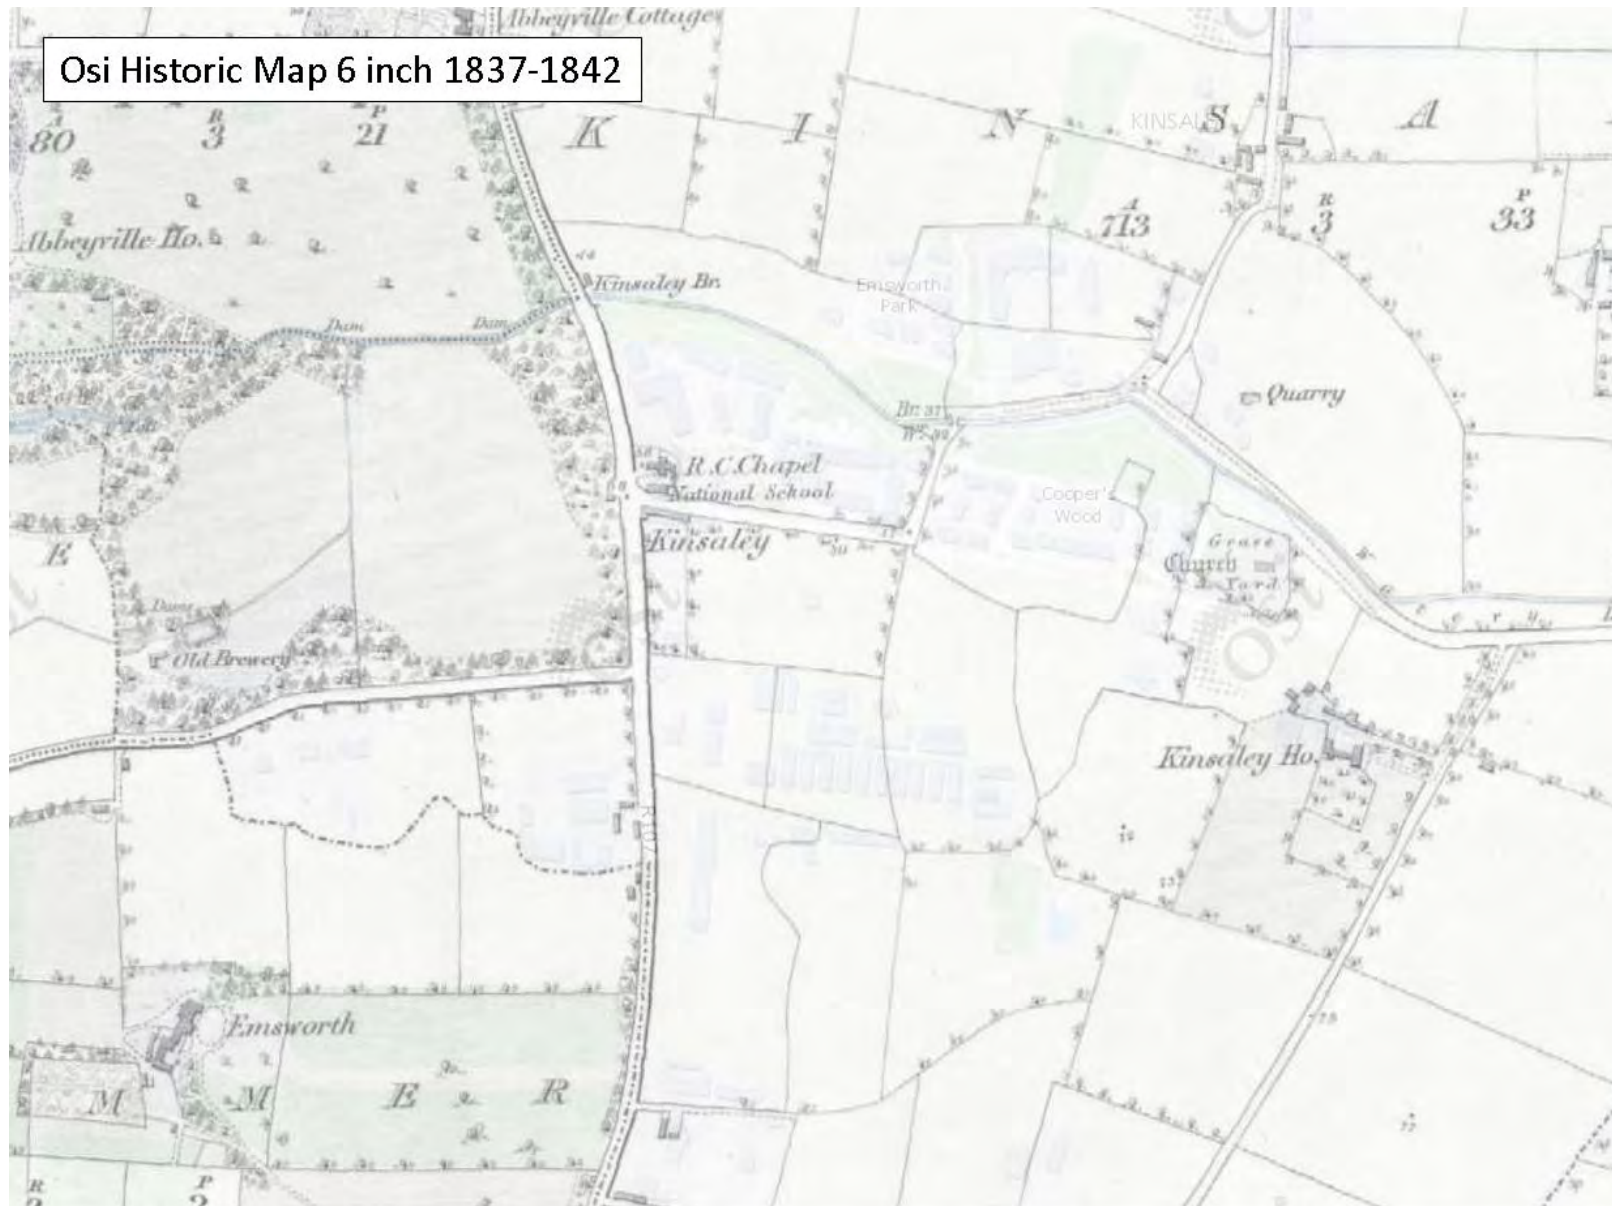 Abbeyville Cottage
Osi Historic Map 6 inch 1837-1842
A R P
80 3 21
K I N S A
KINSALE
A R P
713 3 33
Abbeyville Ho.
Kinsaley Br.
Emsworth
Park
Dam
Dam
Quarry
R.C.Chapel
National School
Cooper's
Wood
Kinsaley
E
Grave
Church
Yard
Osi
Old Brewery
Kinsaley Ho.
Emsworth
M M E R
R P